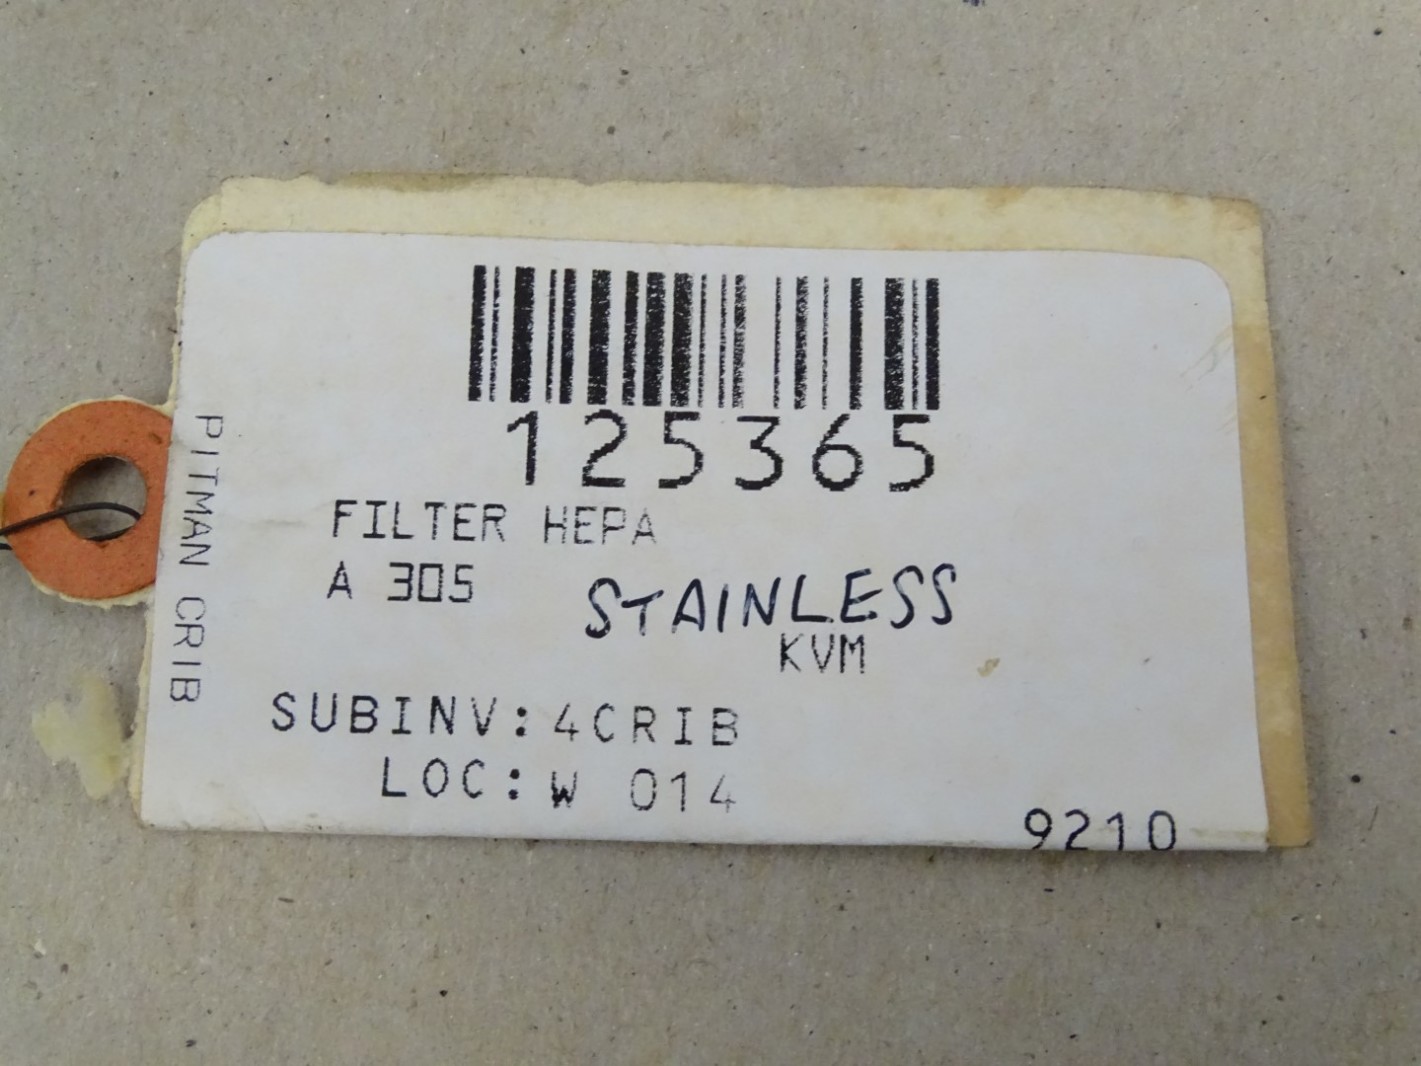 125365
FILTER HEPA
A 305
STAINLESS
KVM
SUBINV: 4CRIB
LOC: W 014
9210
PITMAN CRIB